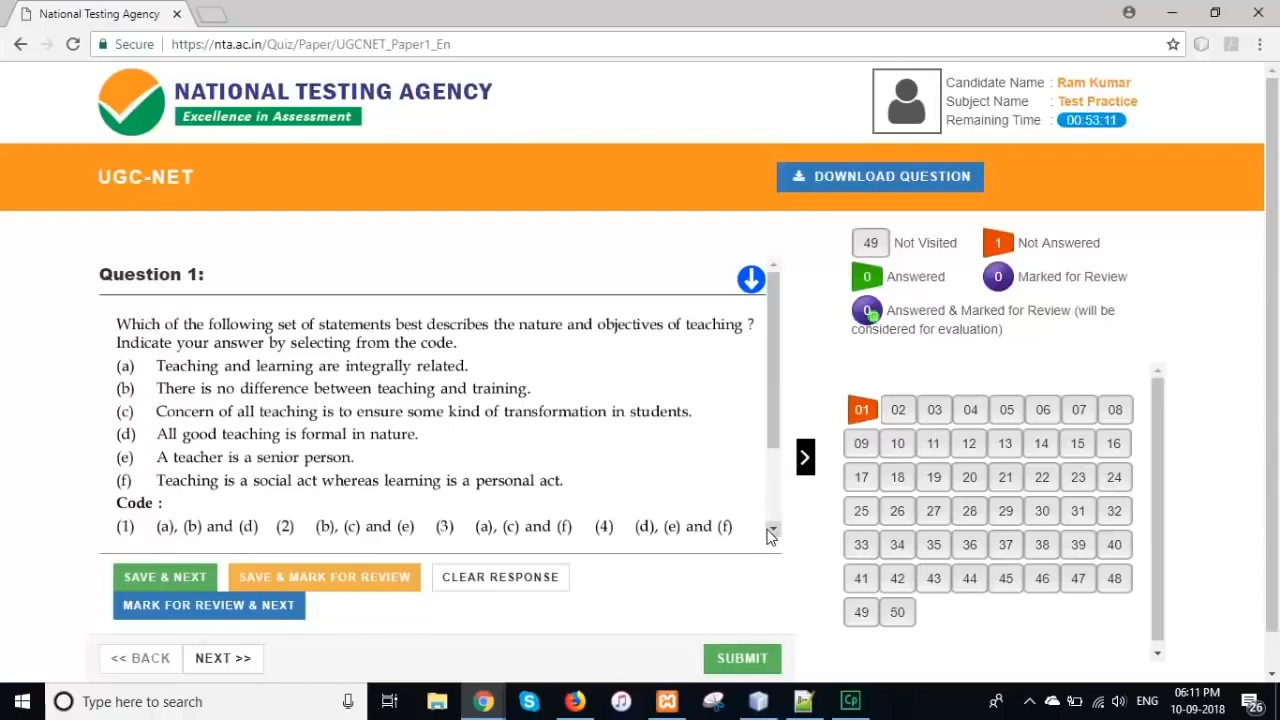 National Testing Agency
Secure
https://nta.ac.in/Quiz/Paper/UGCNET_Paper1_En
NATIONAL TESTING AGENCY
Excellence in Assessment
Candidate Name : Ram Kumar
Subject Name : Test Practice
Remaining Time : 00:53:11
UGC-NET
DOWNLOAD QUESTION
49 Not Visited 1 Not Answered
0 Answered 0 Marked for Review
0 Answered & Marked for Review (will be
considered for evaluation)
Question 1:
Which of the following set of statements best describes the nature and objectives of teaching ?
Indicate your answer by selecting from the code.
(a) Teaching and learning are integrally related.
(b) There is no difference between teaching and training.
(c) Concern of all teaching is to ensure some kind of transformation in students.
(d) All good teaching is formal in nature.
(e) A teacher is a senior person.
(f) Teaching is a social act whereas learning is a personal act.
Code :
(1) (a), (b) and (d) (2) (b), (c) and (e) (3) (a), (c) and (f) (4) (d), (e) and (f)
01 02 03 04 05 06 07 08
09 10 11 12 13 14 15 16
17 18 19 20 21 22 23 24
25 26 27 28 29 30 31 32
33 34 35 36 37 38 39 40
41 42 43 44 45 46 47 48
49 50
SAVE & NEXT SAVE & MARK FOR REVIEW CLEAR RESPONSE
MARK FOR REVIEW & NEXT
<< BACK NEXT >> SUBMIT
Type here to search
ENG
06:11 PM
10-09-2018
26
Cp